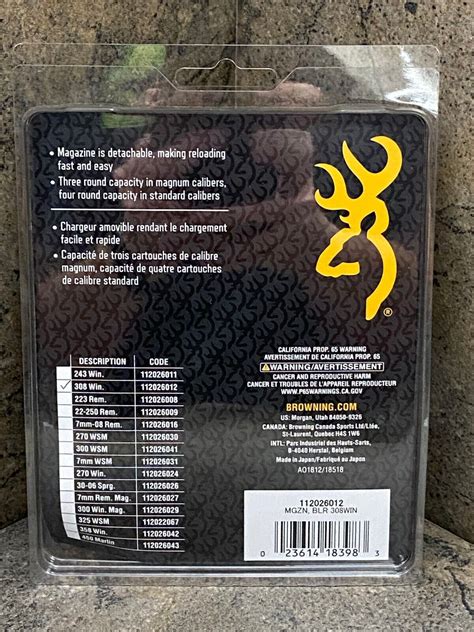 • Magazine is detachable, making reloading
fast and easy
• Three round capacity in magnum calibers,
four round capacity in standard calibers
• Chargeur amovible rendant le chargement
facile et rapide
• Capacité de trois cartouches de calibre
magnum, capacité de quatre cartouches
de calibre standard
®
DESCRIPTION CODE
243 Win. 112026011
308 Win. 112026012
223 Rem. 112026008
22-250 Rem. 112026009
7mm-08 Rem. 112026016
270 WSM 112026030
300 WSM 112026041
7mm WSM 112026031
270 Win. 112026024
30-06 Sprg. 112026026
7mm Rem. Mag. 112026027
300 Win. Mag 112026029
325 WSM 112022067
358 Win. 112026042
450 Marlin 112026043
CALIFORNIA PROP. 65 WARNING
AVERTISSEMENT DE CALIFORNIA PROP. 65
WARNING/AVERTISSEMENT
CANCER AND REPRODUCTIVE HARM
CANCER ET TROUBLES DE L'APPAREIL REPRODUCTEUR
WWW.P65WARNINGS.CA.GOV
BROWNING.COM
Morgan, Utah 84050-9326
CANADA: Browning Canada Sports Ltd/Ltée,
St-Laurent, Quebec H4S 1W6
INTL: Parc Industriel des Hauts-Sarts,
B-4040 Herstal, Belgium
Made in Japan/Fabriqué au Japon
AO1812/18518
112026012
MGZN, BLR 308WIN
0 23614 18398 3